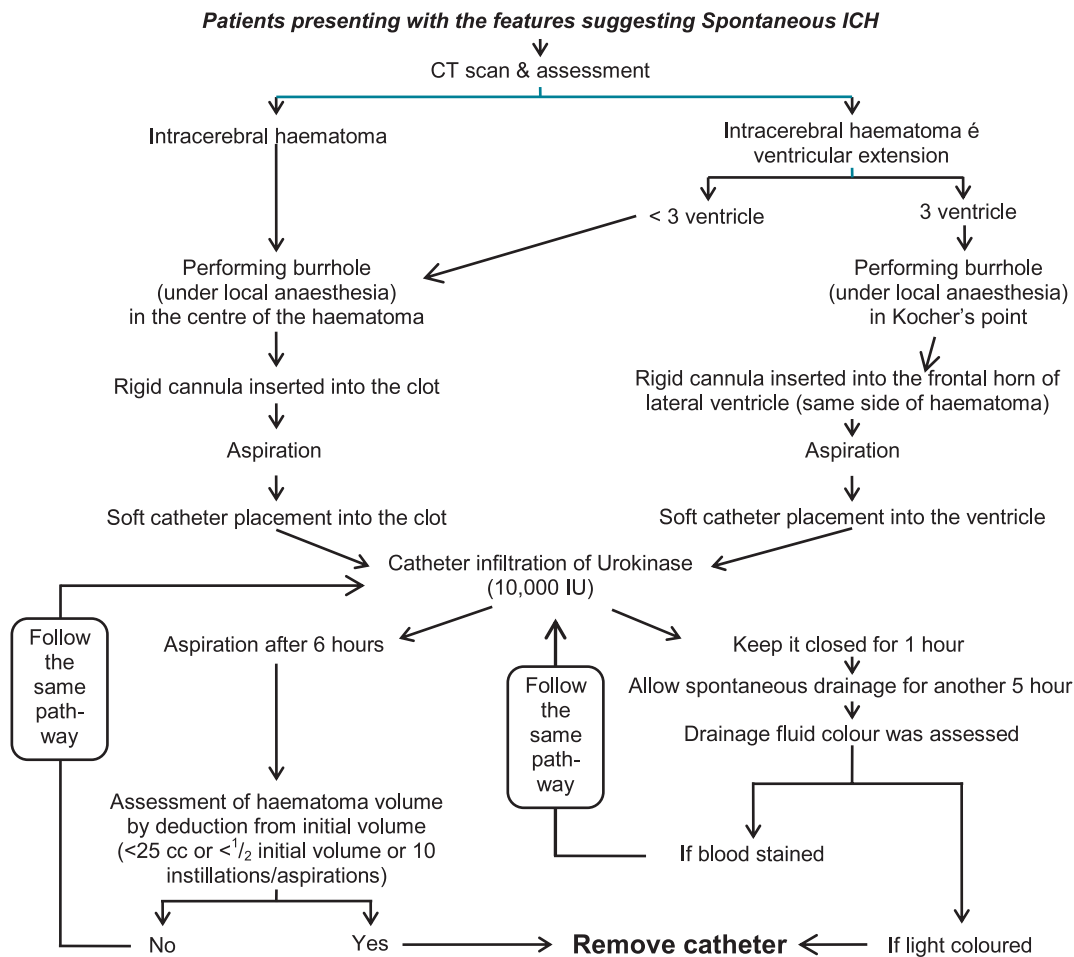 Patients presenting with the features suggesting Spontaneous ICH
CT scan & assessment
Intracerebral haematoma
Intracerebral haematoma é
ventricular extension
< 3 ventricle
3 ventricle
Performing burrhole
(under local anaesthesia)
in the centre of the haematoma
Performing burrhole
(under local anaesthesia)
in Kocher's point
Rigid cannula inserted into the clot
Rigid cannula inserted into the frontal horn of
lateral ventricle (same side of haematoma)
Aspiration
Aspiration
Soft catheter placement into the clot
Soft catheter placement into the ventricle
Catheter infiltration of Urokinase
(10,000 IU)
Follow
the
same
path-
way
Aspiration after 6 hours
Follow
the
same
path-
way
Keep it closed for 1 hour
Allow spontaneous drainage for another 5 hour
Drainage fluid colour was assessed
Assessment of haematoma volume
by deduction from initial volume
(<25 cc or <1/2 initial volume or 10
instillations/aspirations)
If blood stained
No
Yes
Remove catheter
If light coloured